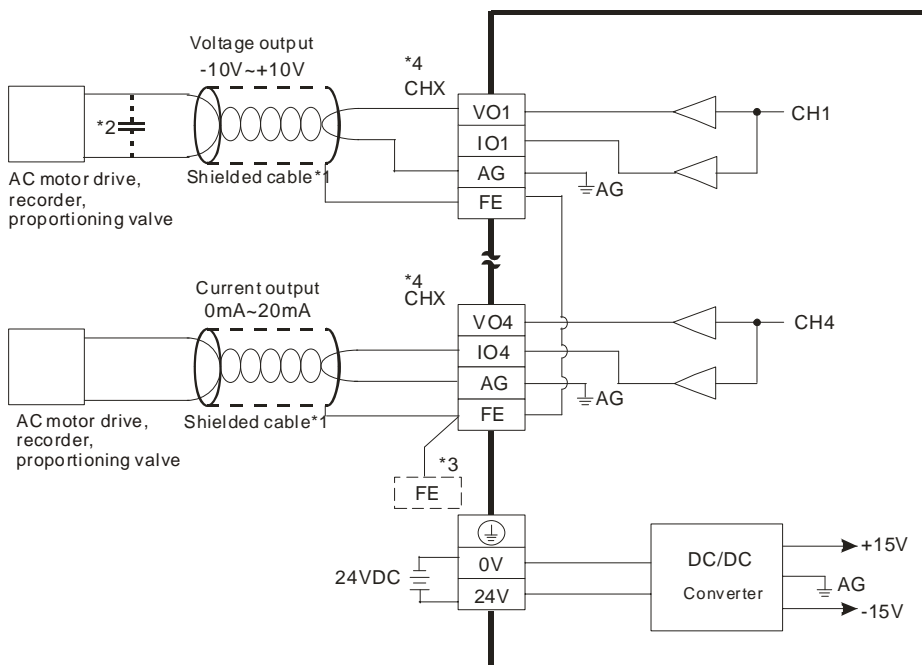 Voltage output
-10V~+10V
*4
CHX
*2
VO1
IO1
AG
FE
AG
CH1
Shielded cable*1
AC motor drive,
recorder,
proportioning valve
Current output
0mA~20mA
*4
CHX
VO4
IO4
AG
FE
AG
CH4
Shielded cable*1
AC motor drive,
recorder,
proportioning valve
*3
FE
24VDC
0V
24V
DC/DC
Converter
+15V
AG
-15V